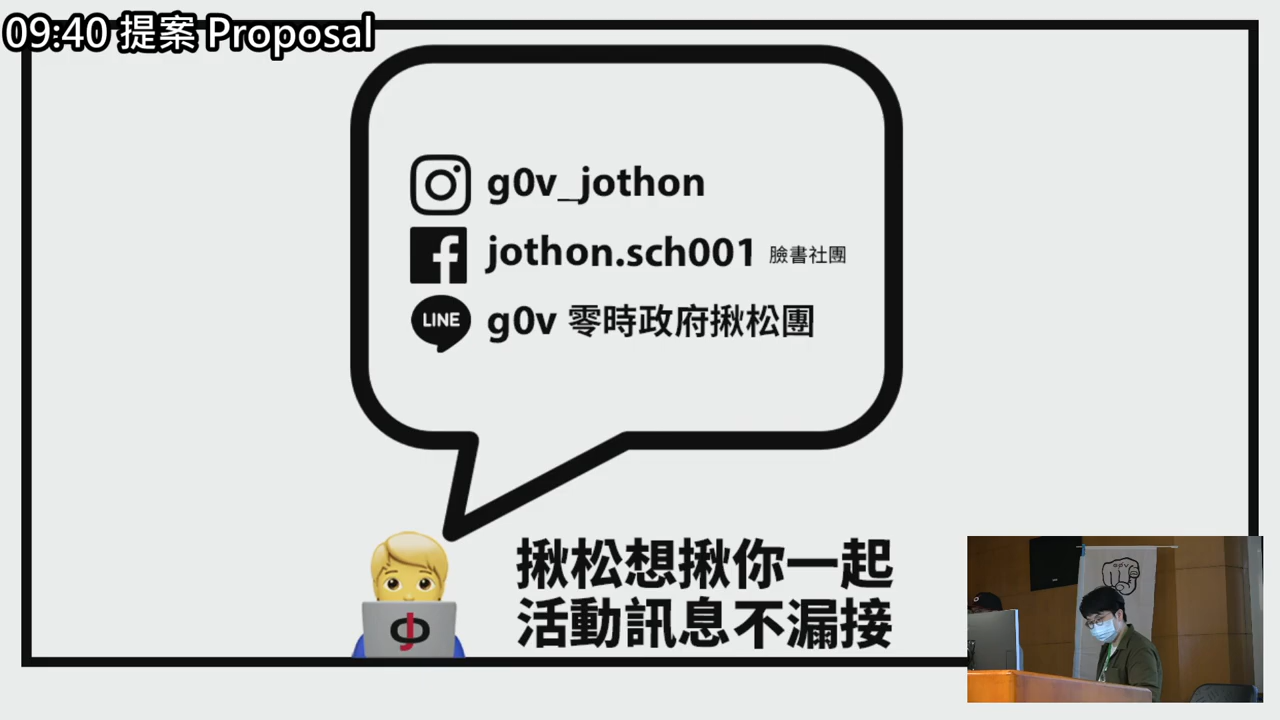 09:40 提案 Proposal
g0v_jothon
jothon.sch001 臉書社團
LINE
g0v 零時政府揪松團
揪松想揪你一起
活動訊息不漏接
g0v